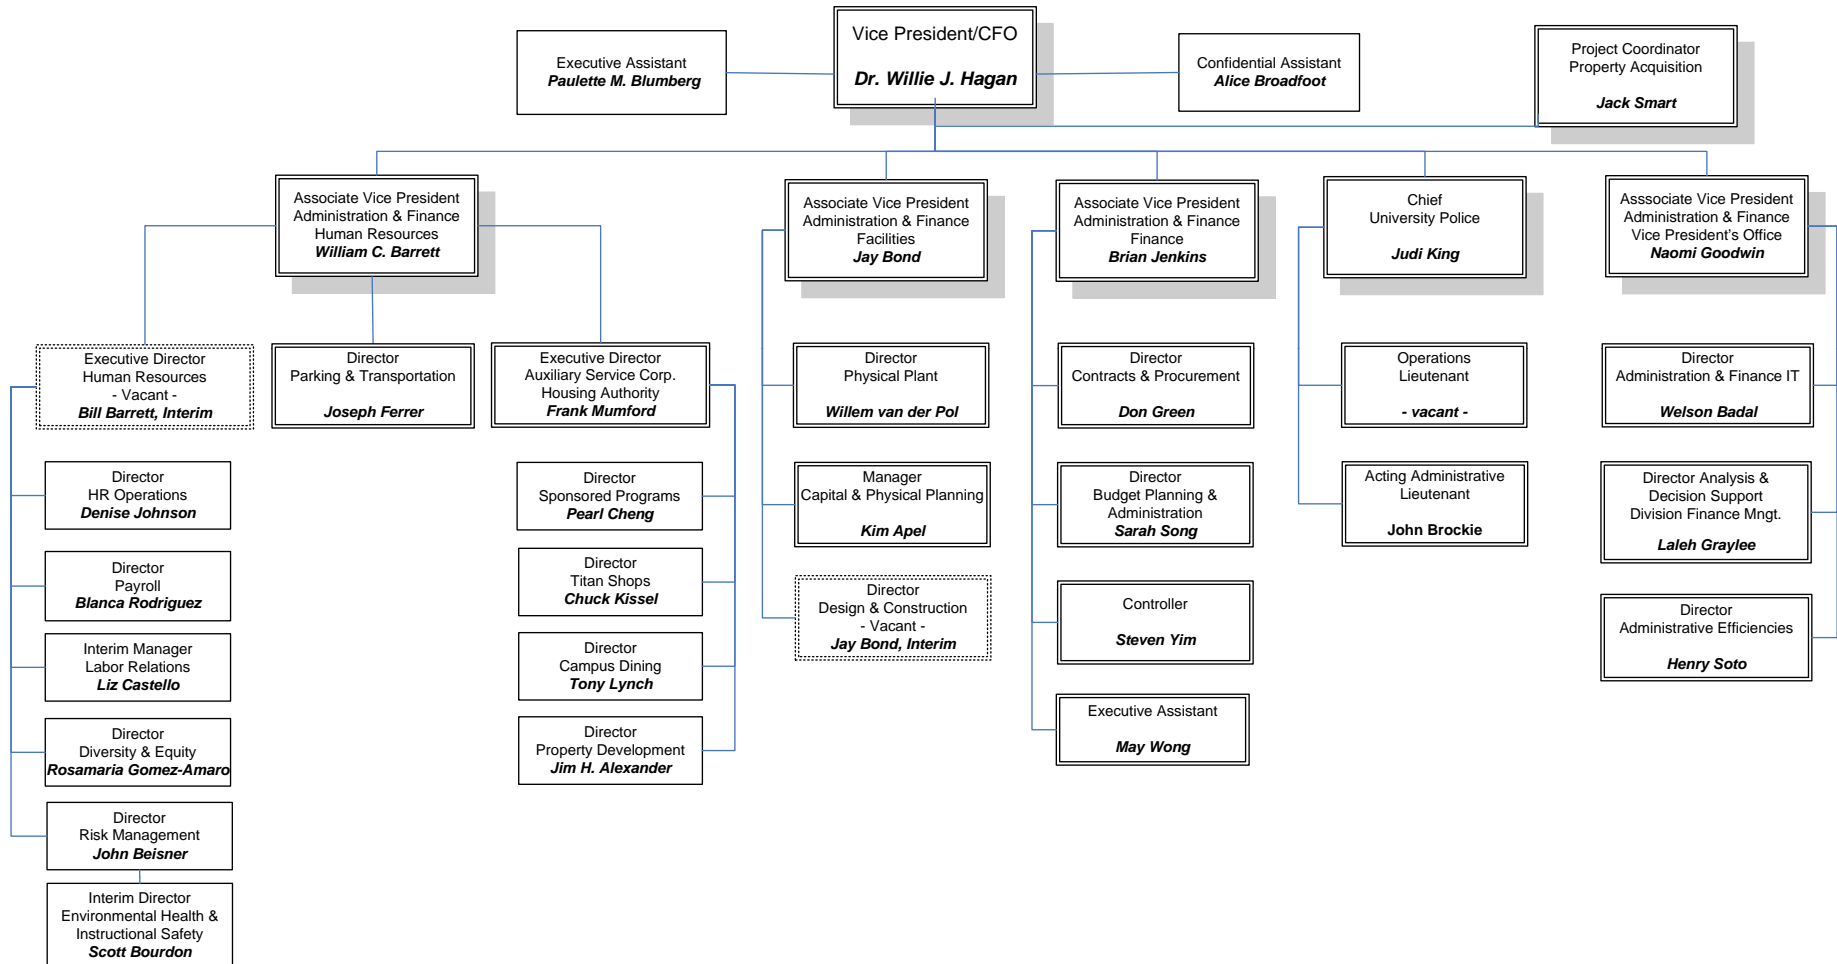 Vice President/CFO
Dr. Willie J. Hagan
Executive Assistant
Paulette M. Blumberg
Confidential Assistant
Alice Broadfoot
Project Coordinator
Property Acquisition
Jack Smart
Associate Vice President
Administration & Finance
Human Resources
William C. Barrett
Associate Vice President
Administration & Finance
Facilities
Jay Bond
Associate Vice President
Administration & Finance
Finance
Brian Jenkins
Chief
University Police
Judi King
Asssociate Vice President
Administration & Finance
Vice President's Office
Naomi Goodwin
Executive Director
Human Resources
- Vacant -
Bill Barrett, Interim
Director
Parking & Transportation
Joseph Ferrer
Executive Director
Auxiliary Service Corp.
Housing Authority
Frank Mumford
Director
Physical Plant
Willem van der Pol
Director
Contracts & Procurement
Don Green
Operations
Lieutenant
- vacant -
Director
Administration & Finance IT
Welson Badal
Director
HR Operations
Denise Johnson
Director
Sponsored Programs
Pearl Cheng
Manager
Capital & Physical Planning
Kim Apel
Director
Budget Planning &
Administration
Sarah Song
Acting Administrative
Lieutenant
John Brockie
Director Analysis &
Decision Support
Division Finance Mngt.
Laleh Graylee
Director
Payroll
Blanca Rodriguez
Director
Titan Shops
Chuck Kissel
Director
Design & Construction
- Vacant -
Jay Bond, Interim
Controller
Steven Yim
Director
Administrative Efficiencies
Henry Soto
Interim Manager
Labor Relations
Liz Castello
Director
Campus Dining
Tony Lynch
Executive Assistant
May Wong
Director
Diversity & Equity
Rosamaria Gomez-Amaro
Director
Property Development
Jim H. Alexander
Director
Risk Management
John Beisner
Interim Director
Environmental Health &
Instructional Safety
Scott Bourdon